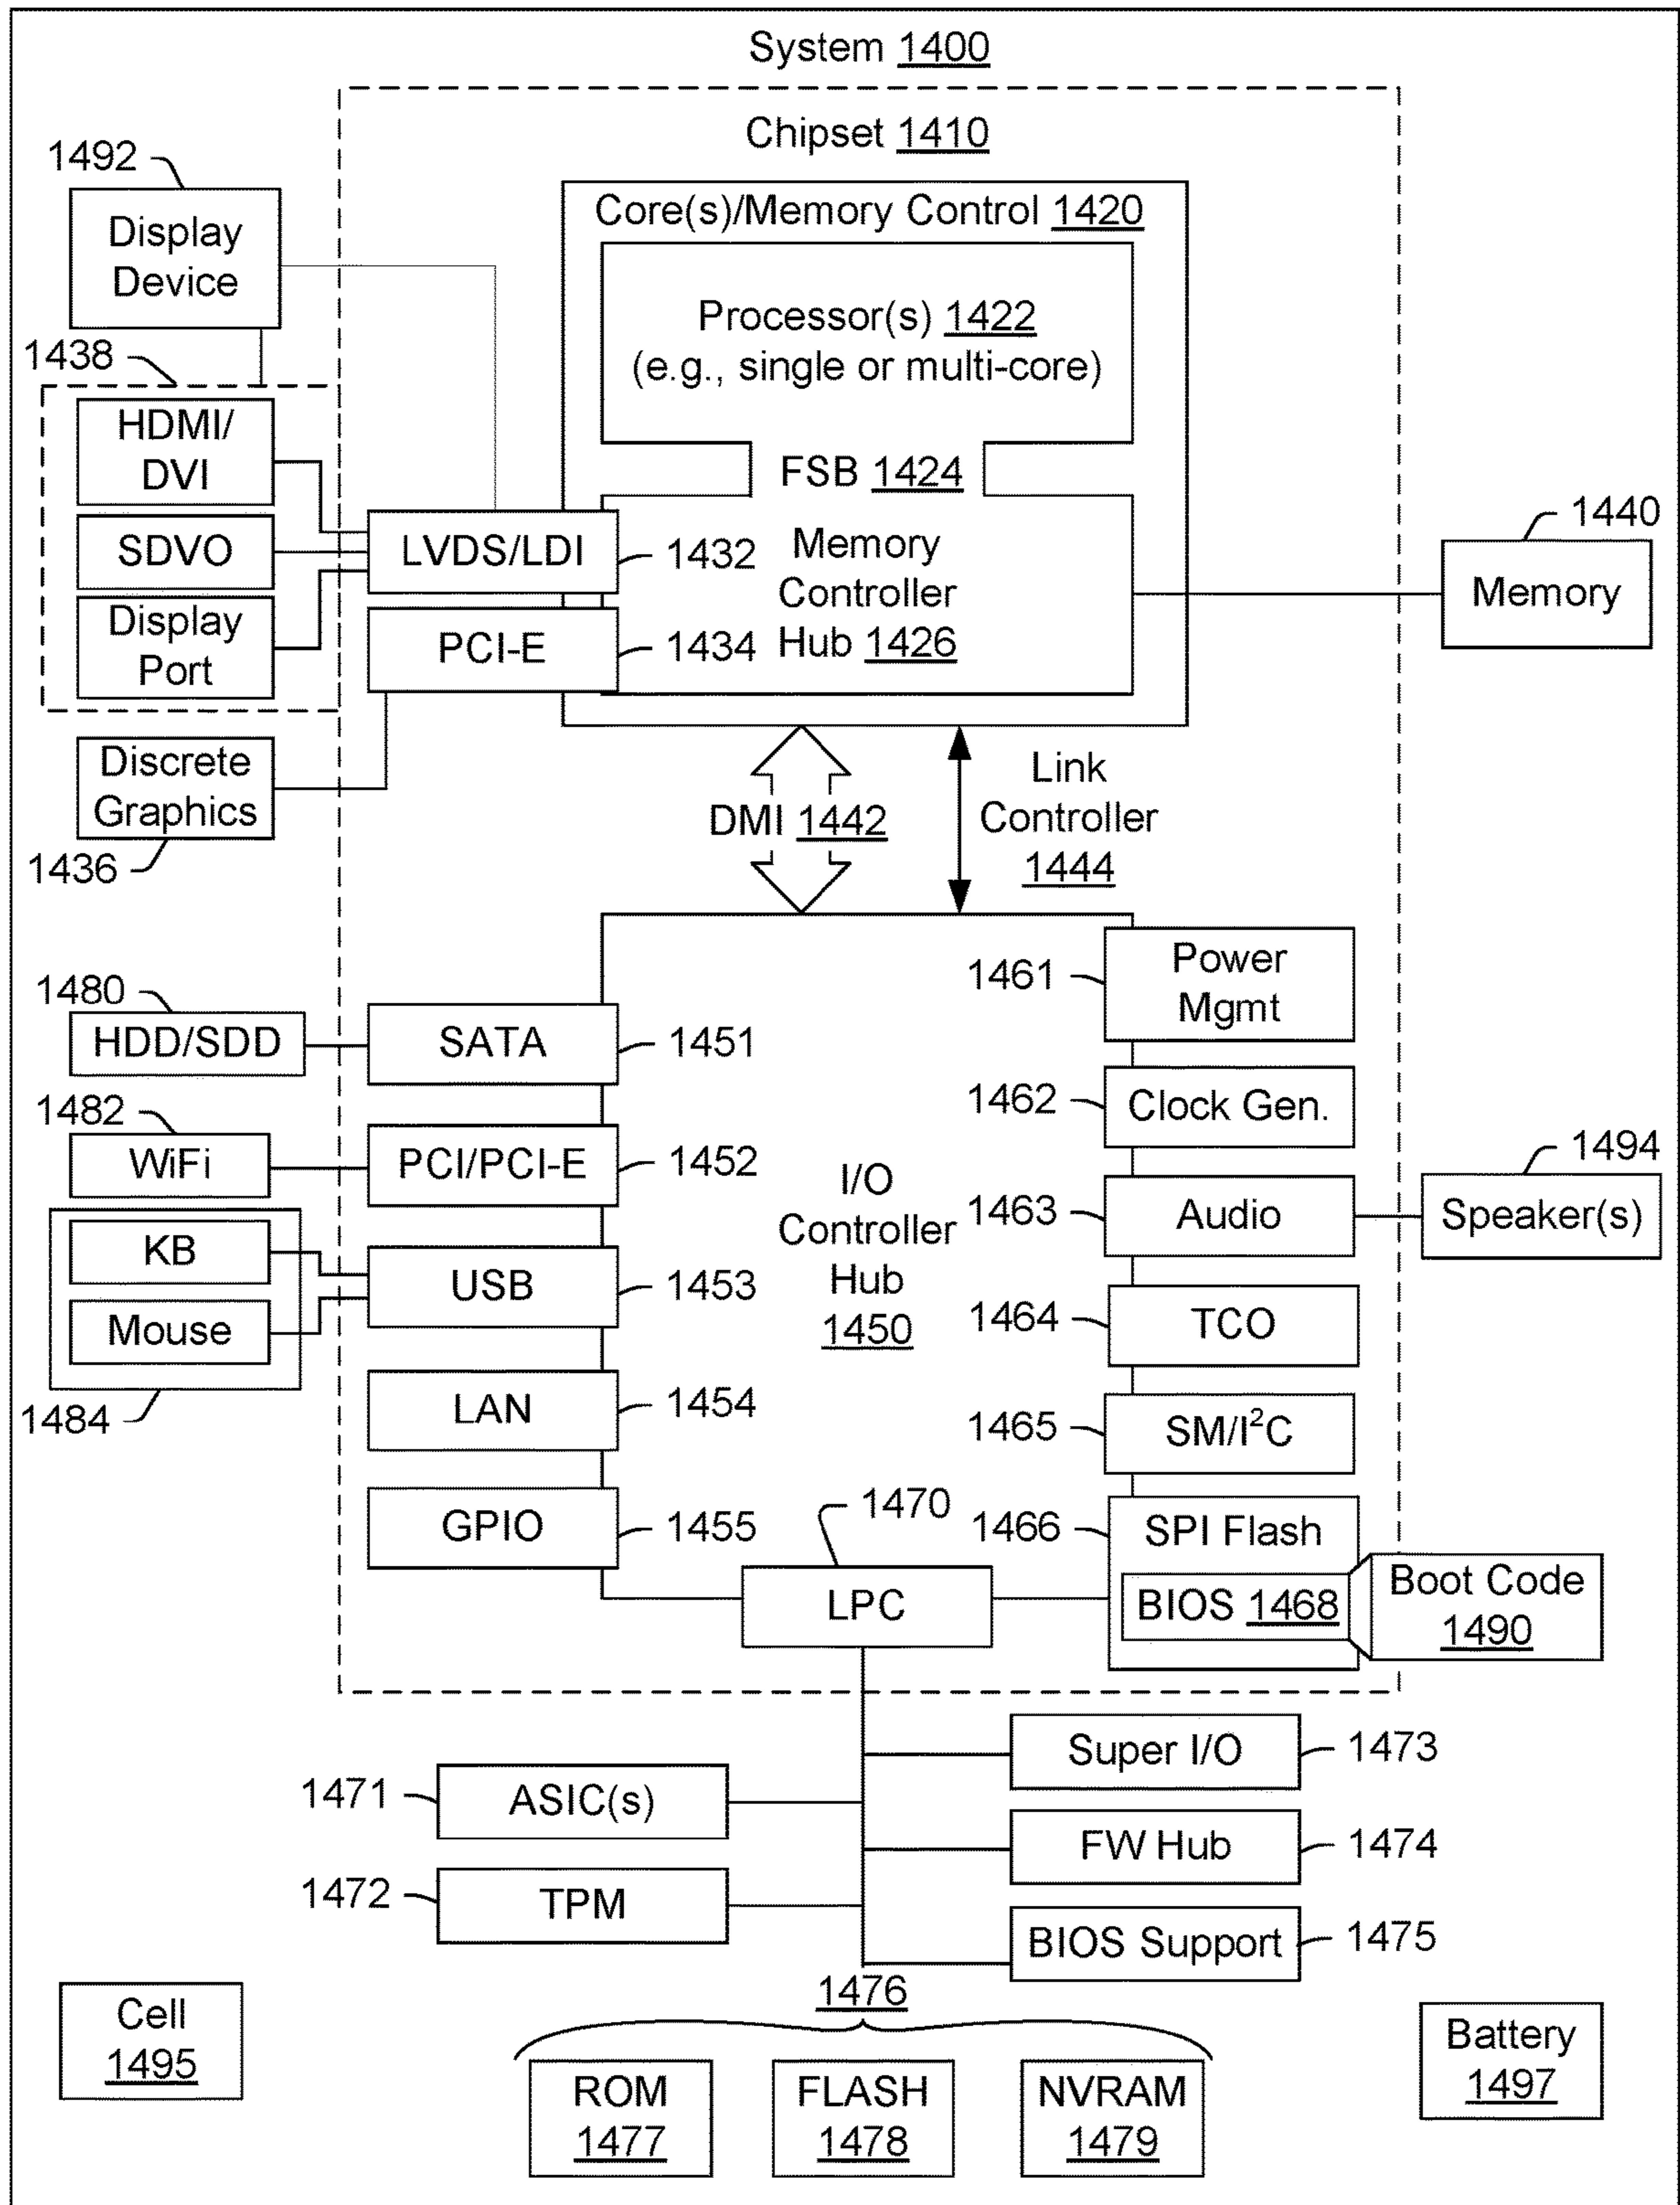 System 1400
Chipset 1410
1492
Display
Device
Core(s)/Memory Control 1420
Processor(s) 1422
(e.g., single or multi-core)
FSB 1424
Memory
Controller
Hub 1426
1438
HDMI/
DVI
SDVO
Display
Port
LVDS/LDI
1432
PCI-E
1434
1440
Memory
Discrete
Graphics
1436
DMI 1442
Link
Controller
1444
1480
HDD/SDD
SATA
1451
1482
WiFi
PCI/PCI-E
1452
KB
Mouse
1484
USB
1453
LAN
1454
GPIO
1455
I/O
Controller
Hub
1450
1461
Power
Mgmt
1462
Clock Gen.
1463
Audio
1494
Speaker(s)
1464
TCO
1465
SM/I²C
1466
SPI Flash
BIOS 1468
Boot Code
1490
1470
LPC
1471
ASIC(s)
1472
TPM
Super I/O
1473
FW Hub
1474
BIOS Support
1475
Cell
1495
1476
ROM
1477
FLASH
1478
NVRAM
1479
Battery
1497